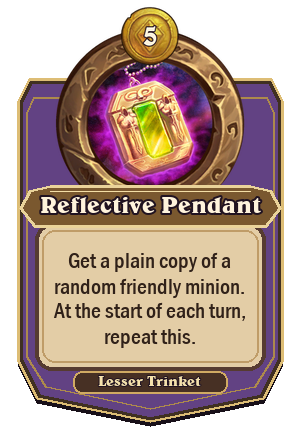 5
Reflective Pendant
Get a plain copy of a
random friendly minion.
At the start of each turn,
repeat this.
Lesser Trinket